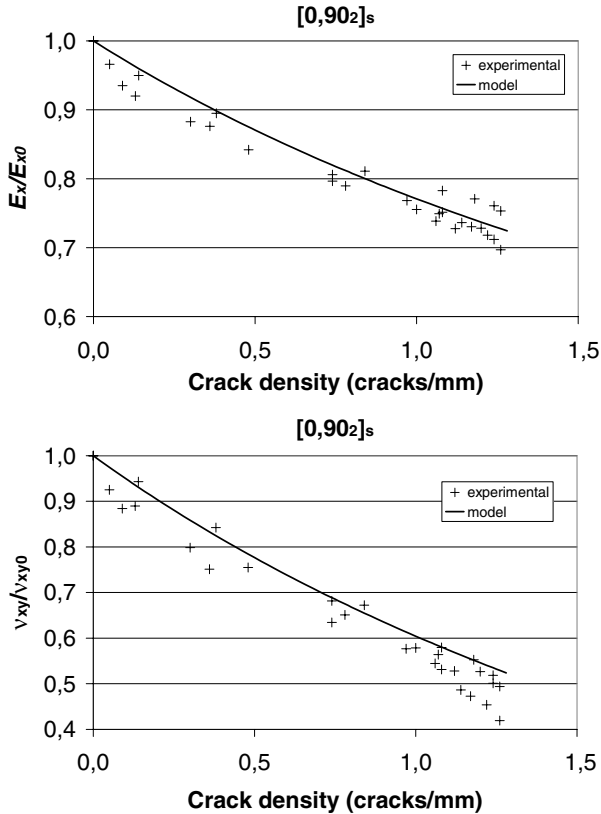 [0,90₂]s
1,0
0,9
0,8
0,7
0,6
Eₓ/Eₓ₀
experimental
model
0,0
0,5
1,0
1,5
Crack density (cracks/mm)
[0,90₂]s
1,0
0,9
0,8
0,7
0,6
0,5
0,4
νxy/νxy0
experimental
model
0,0
0,5
1,0
1,5
Crack density (cracks/mm)